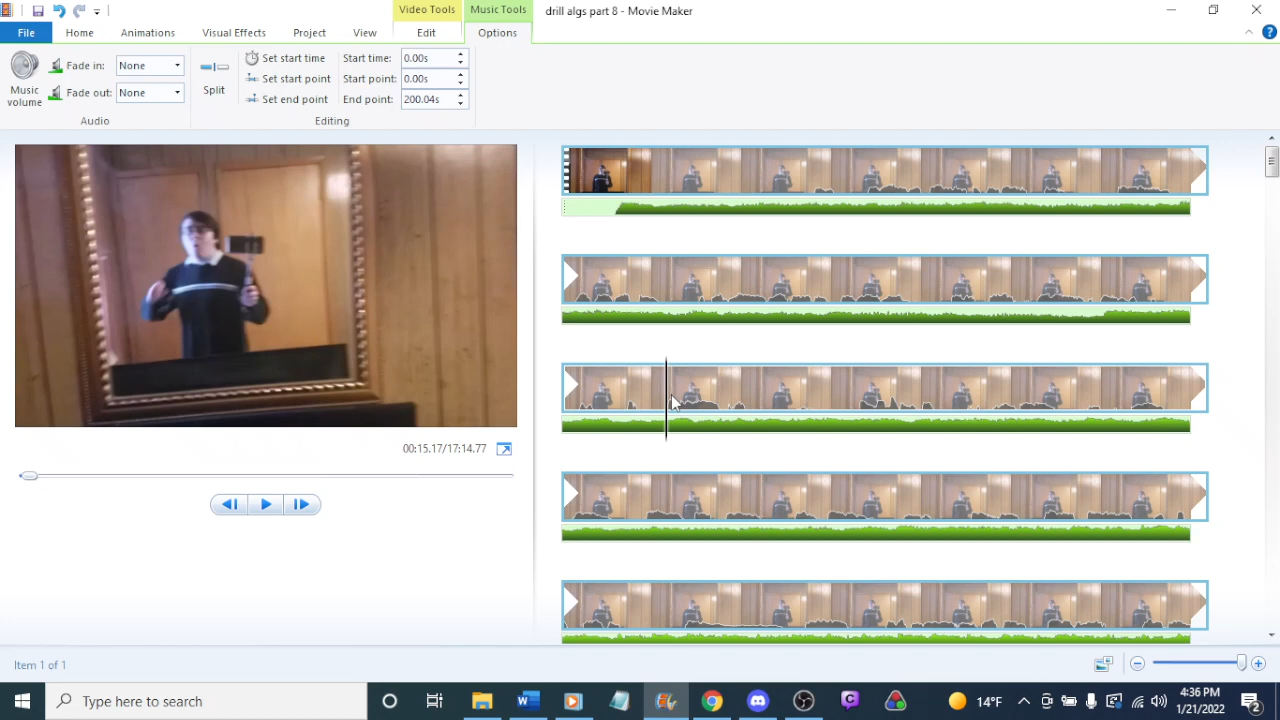 Video Tools Music Tools drill algs part 8 - Movie Maker
File Home Animations Visual Effects Project View Edit Options
Music volume
Fade in: None
Fade out: None
Audio
Split
Set start time Start time: 0.00s
Set start point Start point: 0.00s
Set end point End point: 200.04s
Editing
00:15.17/17:14.77
Item 1 of 1
Type here to search
14°F
4:36 PM
1/21/2022
2